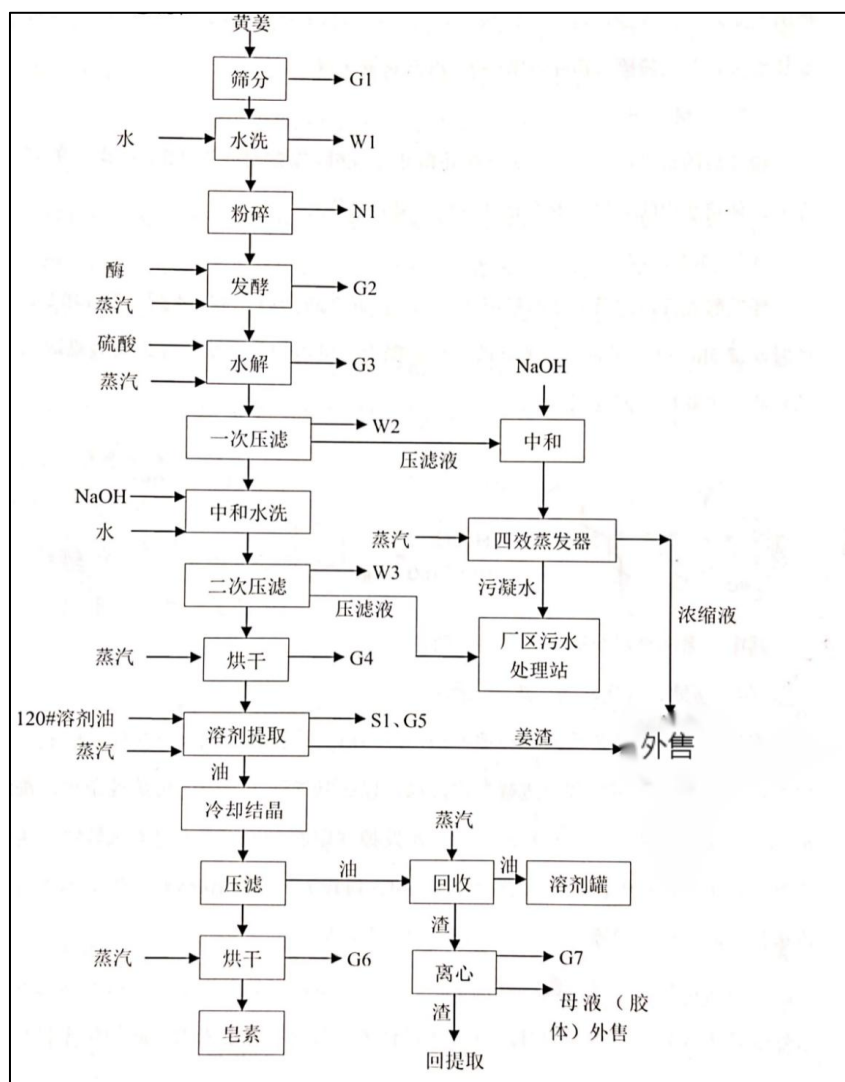 黄姜
筛分
G1
水
水洗
W1
粉碎
N1
酶
蒸汽
发酵
G2
硫酸
蒸汽
水解
G3
NaOH
一次压滤
W2
压滤液
中和
NaOH
水
中和水洗
蒸汽
四效蒸发器
二次压滤
W3
压滤液
污凝水
浓缩液
厂区污水
处理站
蒸汽
烘干
G4
120#溶剂油
蒸汽
溶剂提取
S1、G5
姜渣
外售
油
冷却结晶
蒸汽
压滤
油
回收
油
溶剂罐
渣
蒸汽
烘干
G6
离心
G7
母液（胶
体）外售
渣
皂素
回提取